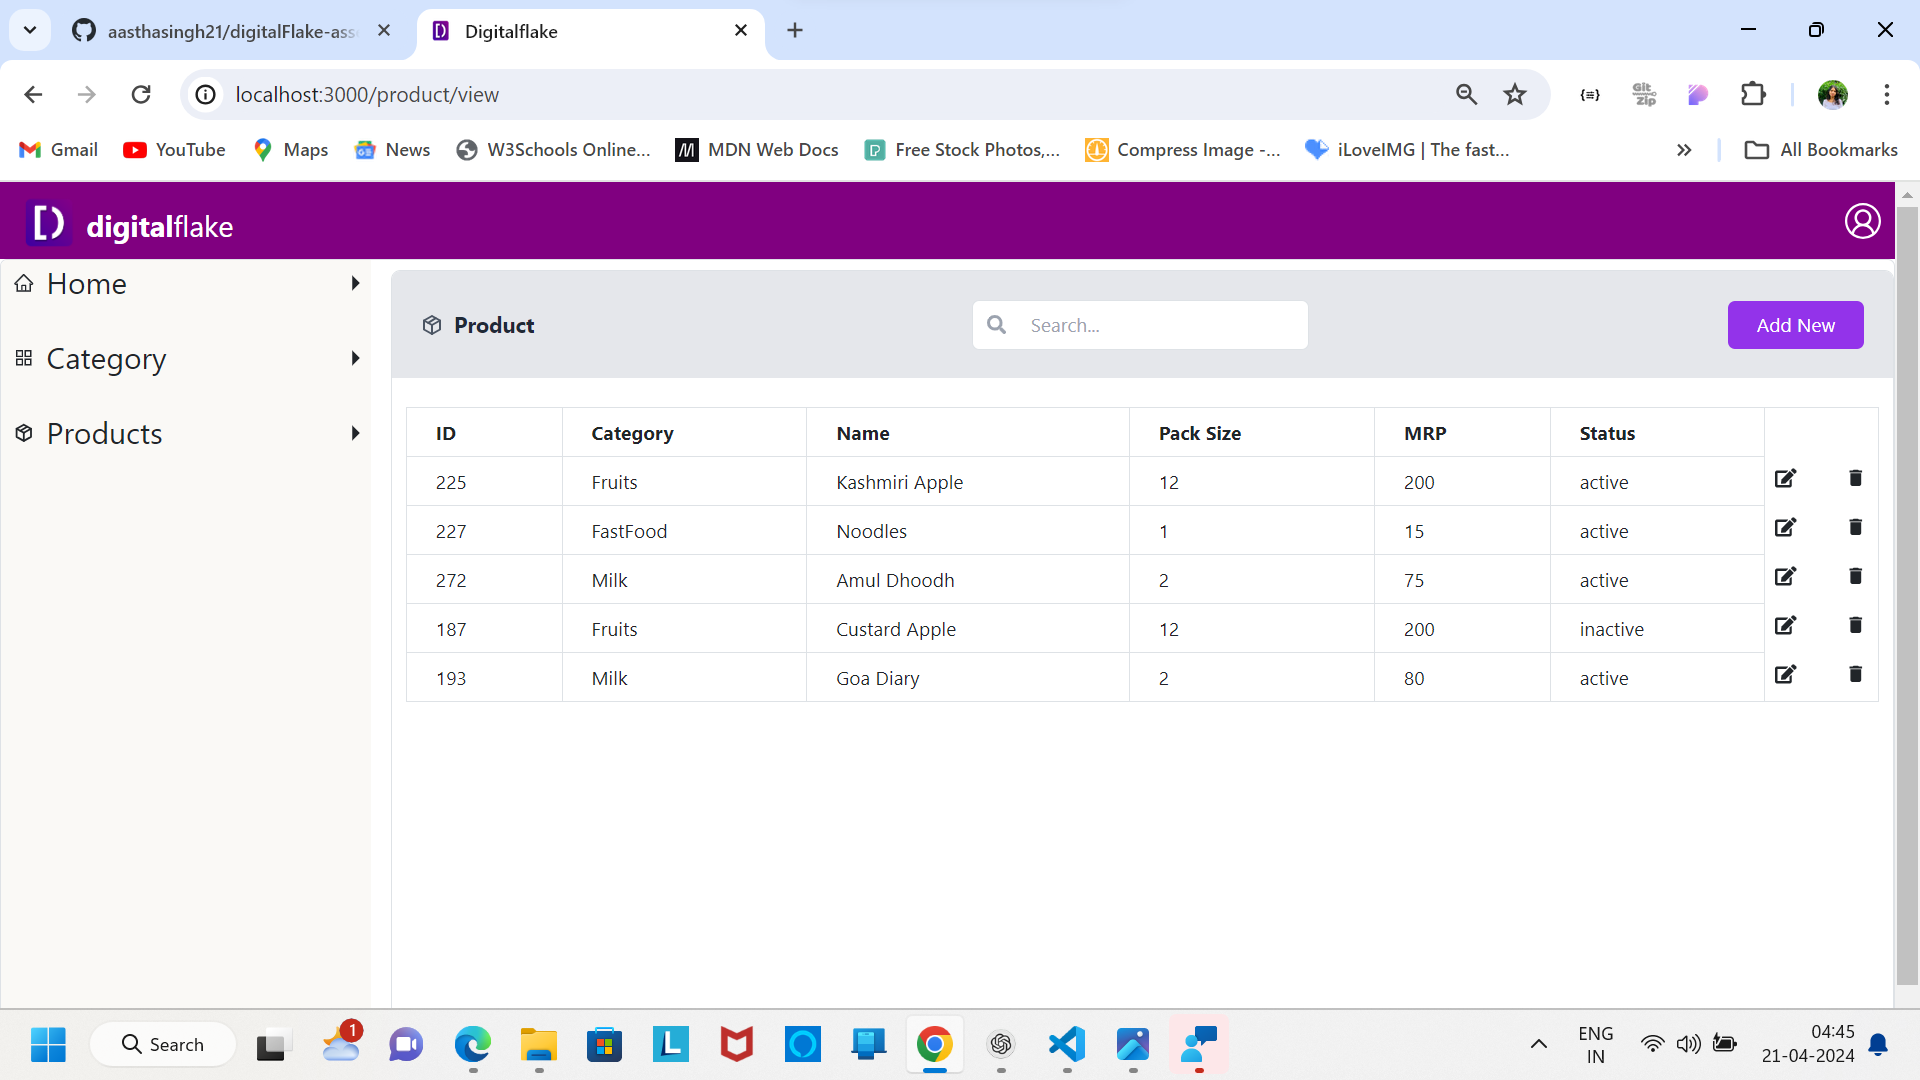 aasthasingh21/digitalFlake-ass
Digitalflake
localhost:3000/product/view
Git
Zip
Gmail
YouTube
Maps
News
W3Schools Online...
MDN Web Docs
Free Stock Photos,...
Compress Image -...
iLoveIMG | The fast...
All Bookmarks
digitalflake
Home
Category
Products
Product
Search...
Add New
ID Category Name Pack Size MRP Status
225 Fruits Kashmiri Apple 12 200 active
227 FastFood Noodles 1 15 active
272 Milk Amul Dhoodh 2 75 active
187 Fruits Custard Apple 12 200 inactive
193 Milk Goa Diary 2 80 active
Search
1
ENG
IN
04:45
21-04-2024